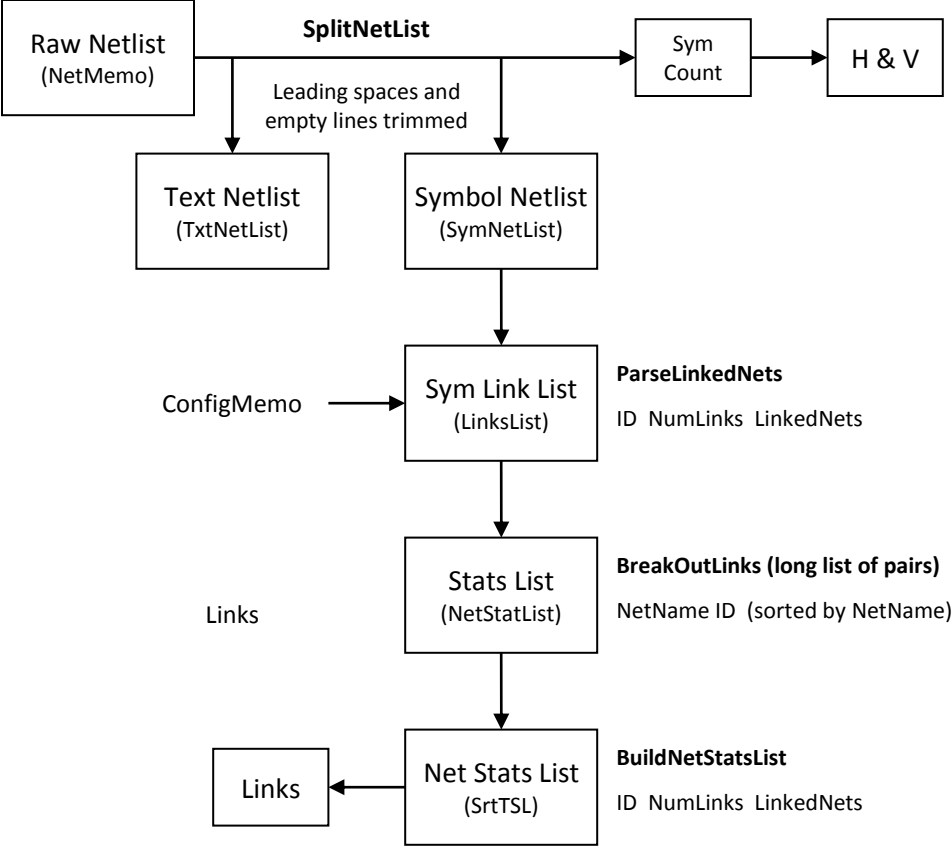 Raw Netlist
(NetMemo)
SplitNetList
Sym
Count
H & V
Leading spaces and
empty lines trimmed
Text Netlist
(TxtNetList)
Symbol Netlist
(SymNetList)
ConfigMemo
Sym Link List
(LinksList)
ParseLinkedNets
ID NumLinks LinkedNets
Links
Stats List
(NetStatList)
BreakOutLinks (long list of pairs)
NetName ID (sorted by NetName)
Links
Net Stats List
(SrtTSL)
BuildNetStatsList
ID NumLinks LinkedNets